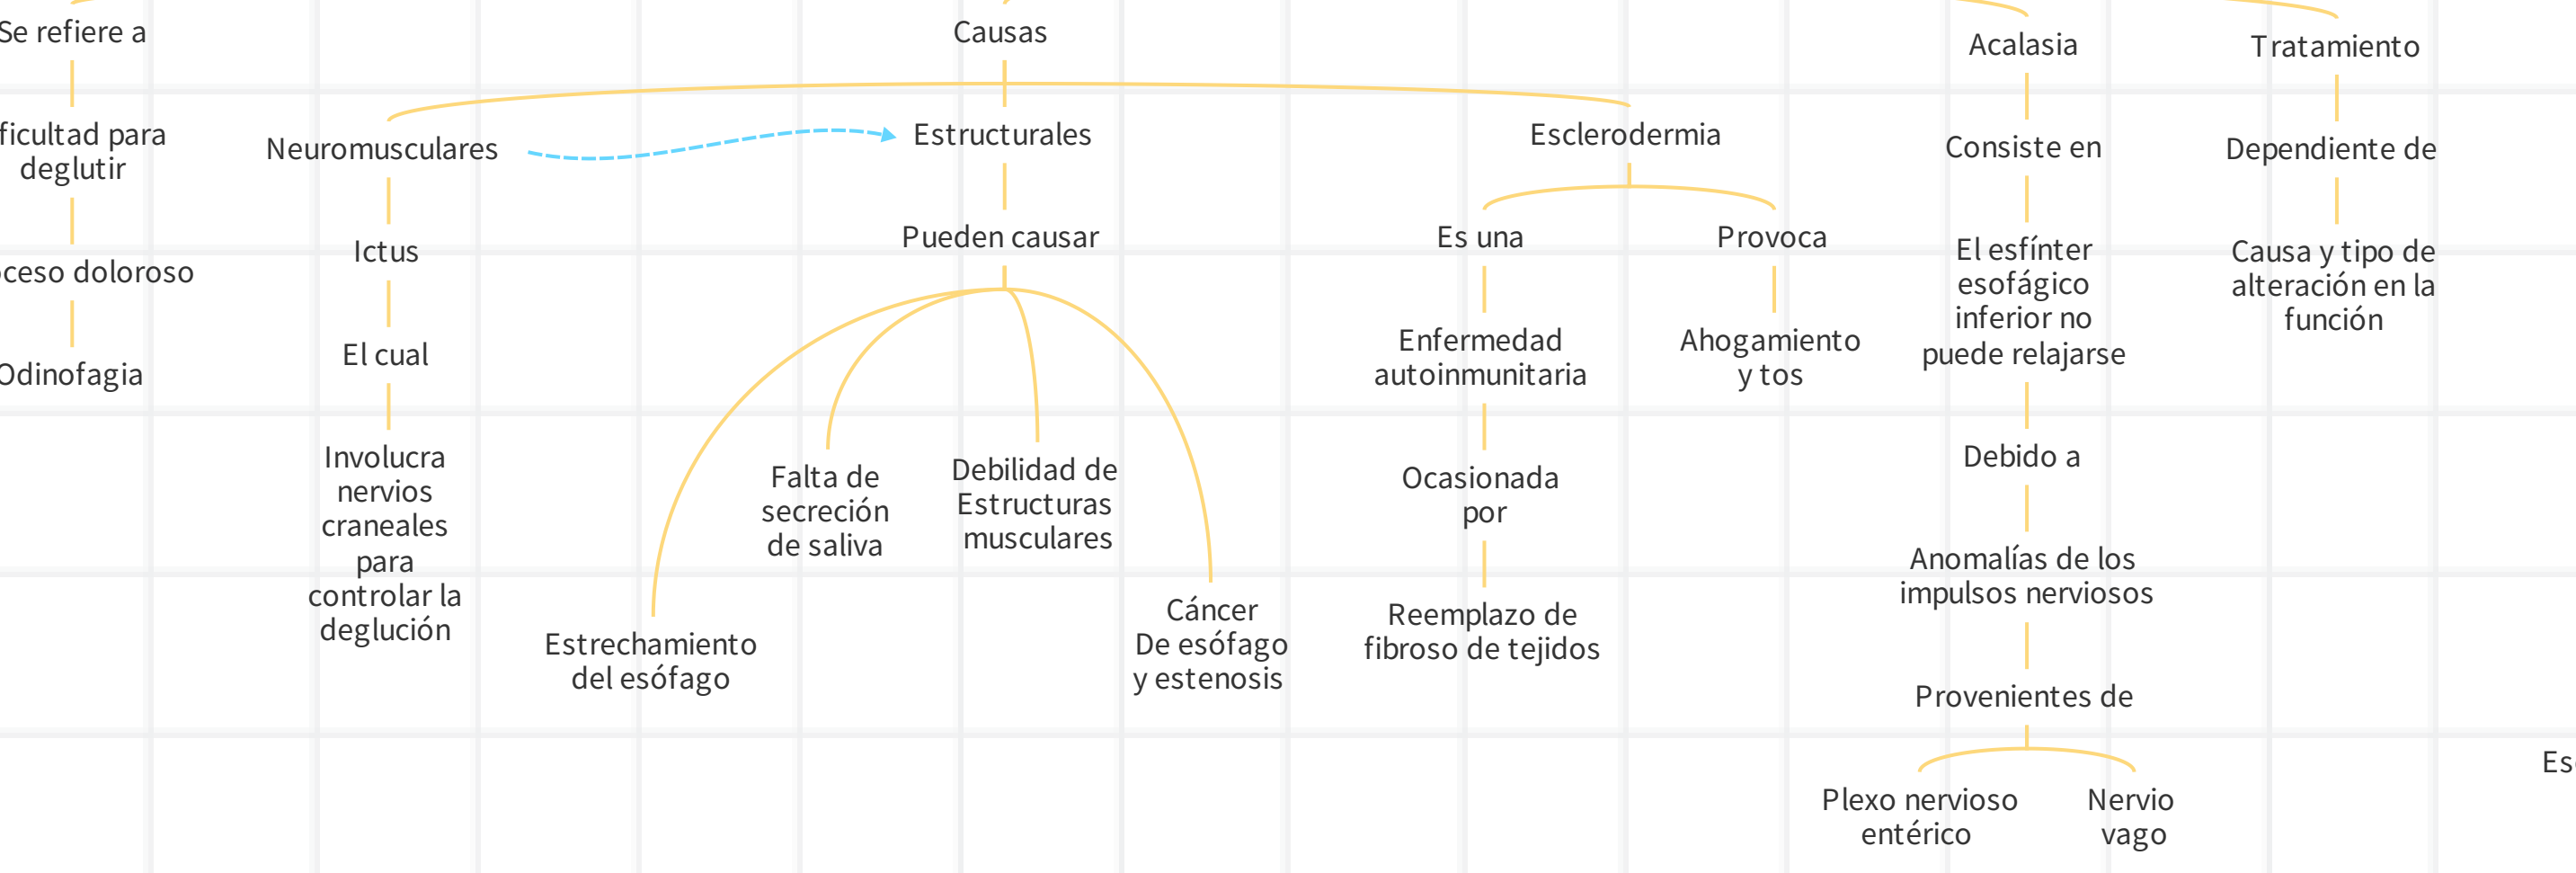 Se refiere a
ficultad para
deglutir
ceso doloroso
Odinofagia
Causas
Neuromusculares
Ictus
El cual
Involucra
nervios
craneales
para
controlar la
deglución
Estructurales
Pueden causar
Estrechamiento
del esófago
Falta de
secreción
de saliva
Debilidad de
Estructuras
musculares
Cáncer
De esófago
y estenosis
Esclerodermia
Es una
Enfermedad
autoinmunitaria
Ocasionada
por
Reemplazo de
fibroso de tejidos
Provoca
Ahogamiento
y tos
Acalasia
Consiste en
El esfínter
esofágico
inferior no
puede relajarse
Debido a
Anomalías de los
impulsos nerviosos
Provenientes de
Plexo nervioso
entérico
Nervio
vago
Tratamiento
Dependiente de
Causa y tipo de
alteración en la
función
Es